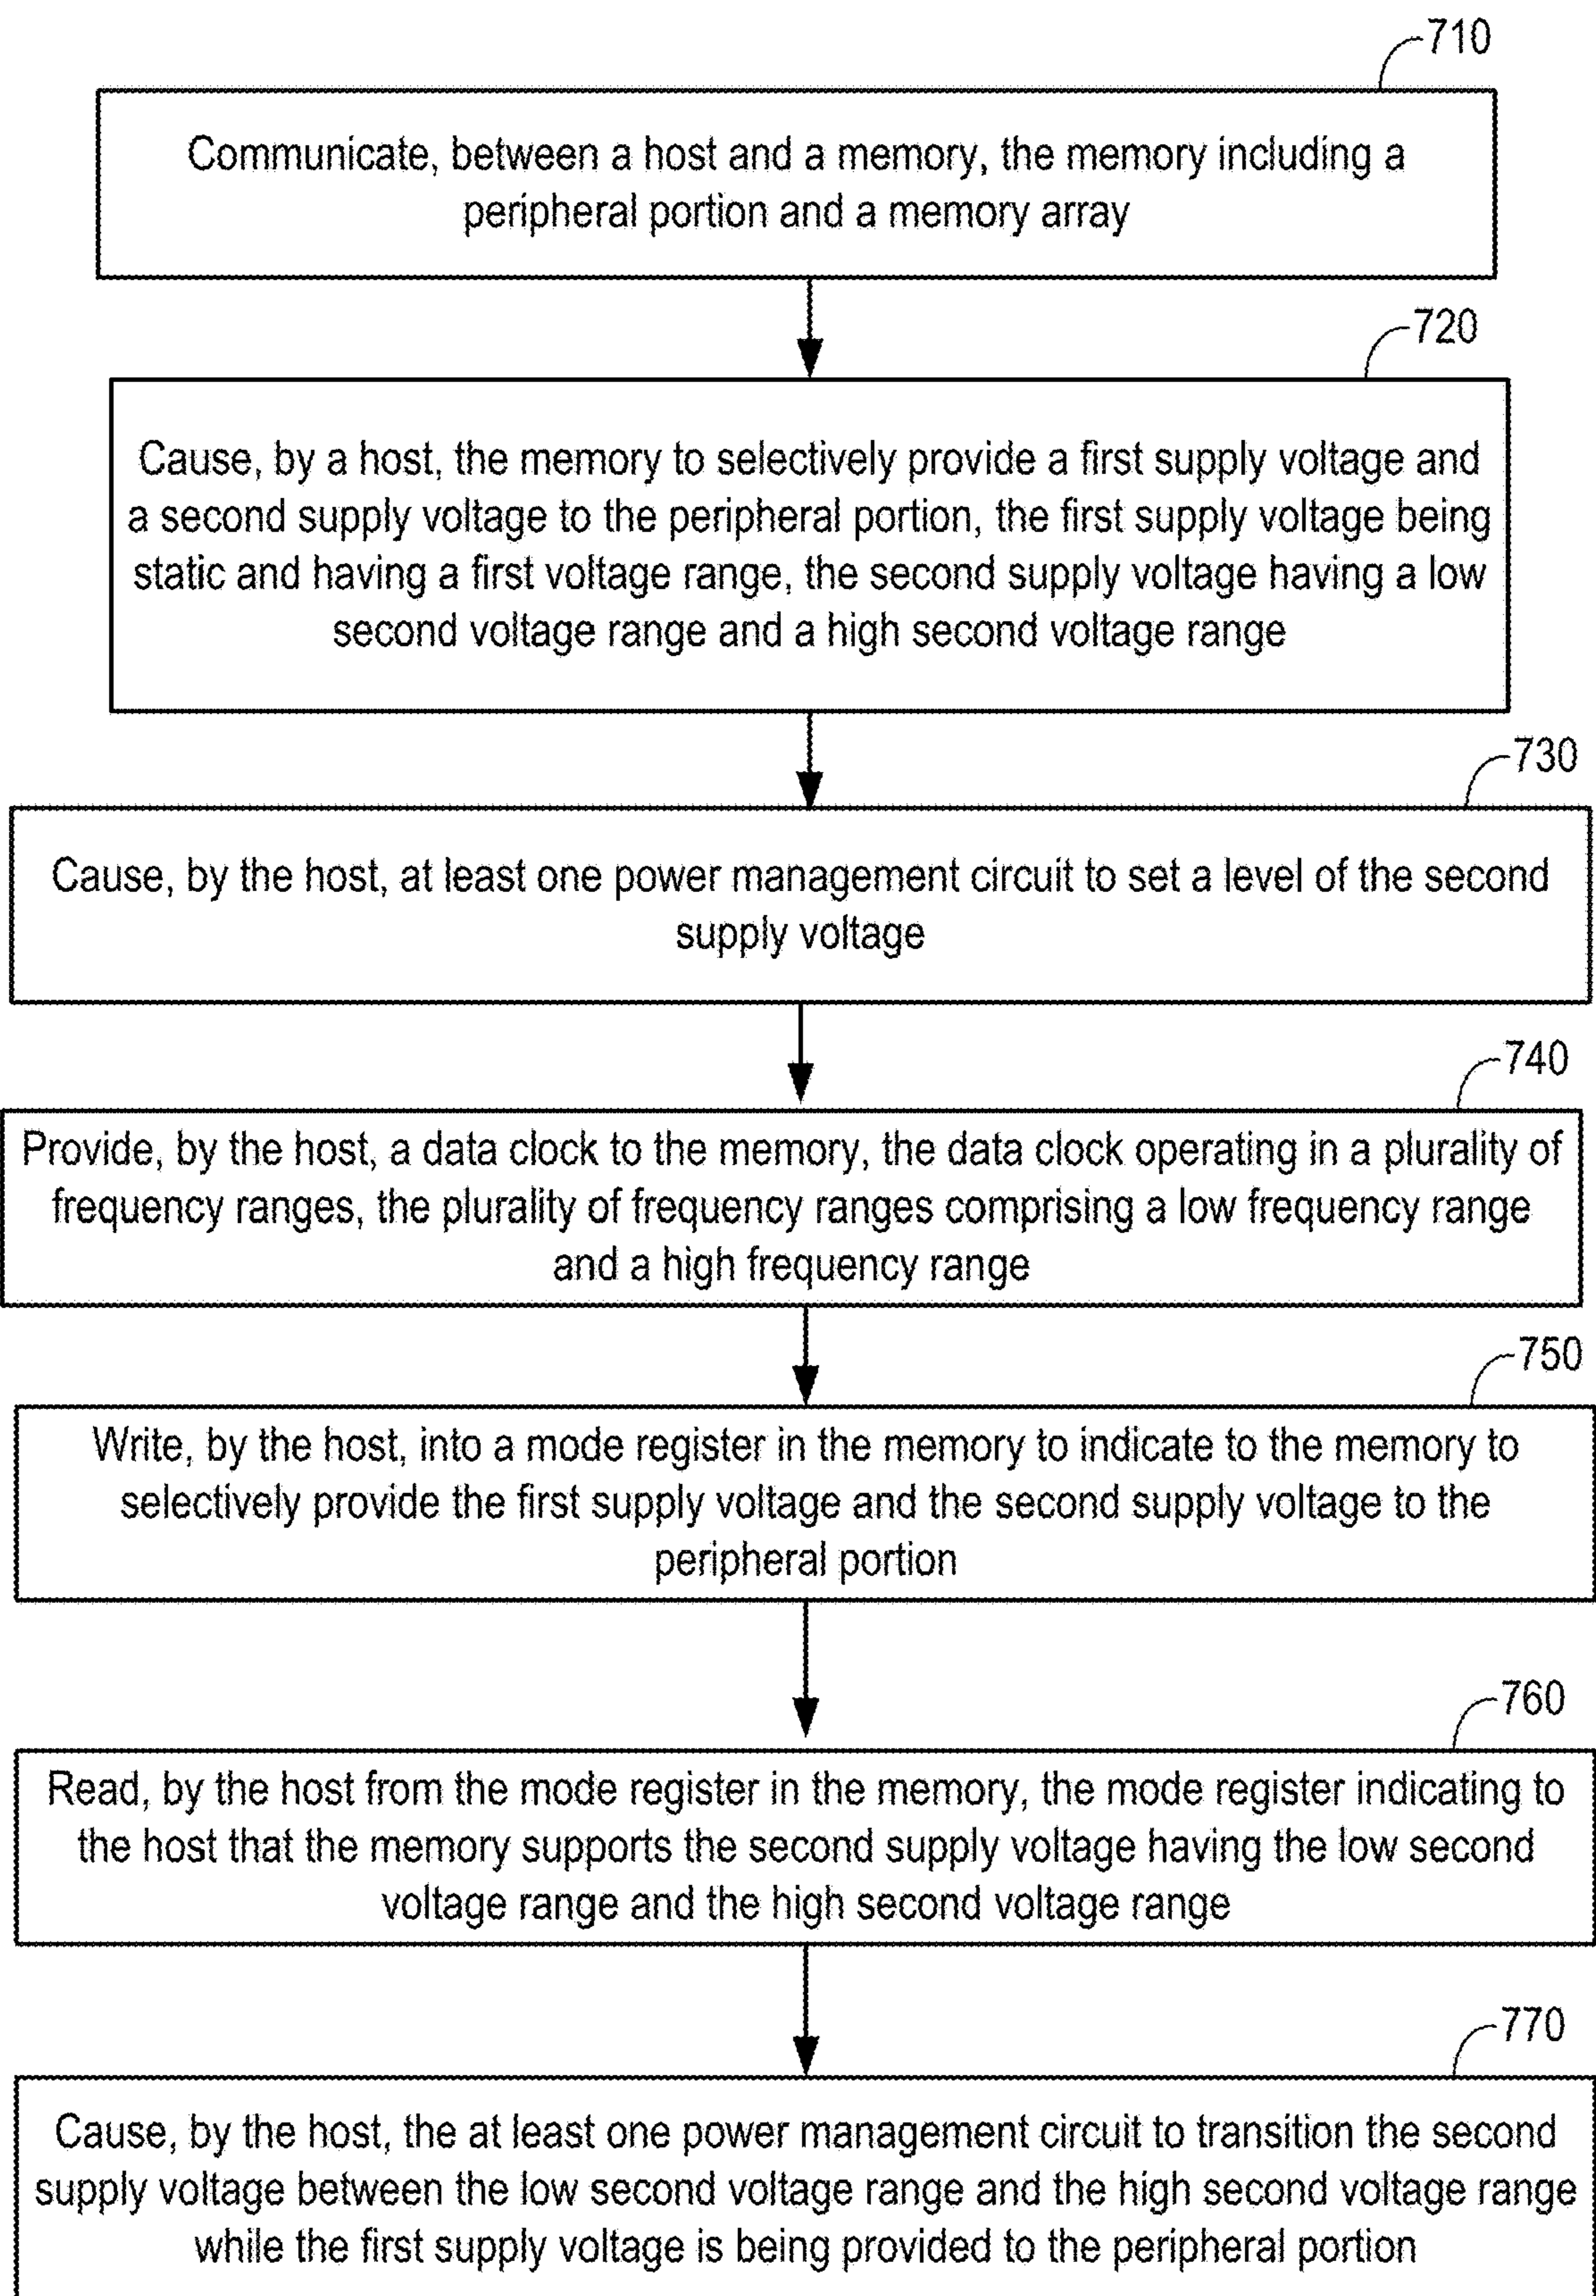 710
Communicate, between a host and a memory, the memory including a
peripheral portion and a memory array
720
Cause, by a host, the memory to selectively provide a first supply voltage and
a second supply voltage to the peripheral portion, the first supply voltage being
static and having a first voltage range, the second supply voltage having a low
second voltage range and a high second voltage range
730
Cause, by the host, at least one power management circuit to set a level of the second
supply voltage
740
Provide, by the host, a data clock to the memory, the data clock operating in a plurality of
frequency ranges, the plurality of frequency ranges comprising a low frequency range
and a high frequency range
750
Write, by the host, into a mode register in the memory to indicate to the memory to
selectively provide the first supply voltage and the second supply voltage to the
peripheral portion
760
Read, by the host from the mode register in the memory, the mode register indicating to
the host that the memory supports the second supply voltage having the low second
voltage range and the high second voltage range
770
Cause, by the host, the at least one power management circuit to transition the second
supply voltage between the low second voltage range and the high second voltage range
while the first supply voltage is being provided to the peripheral portion